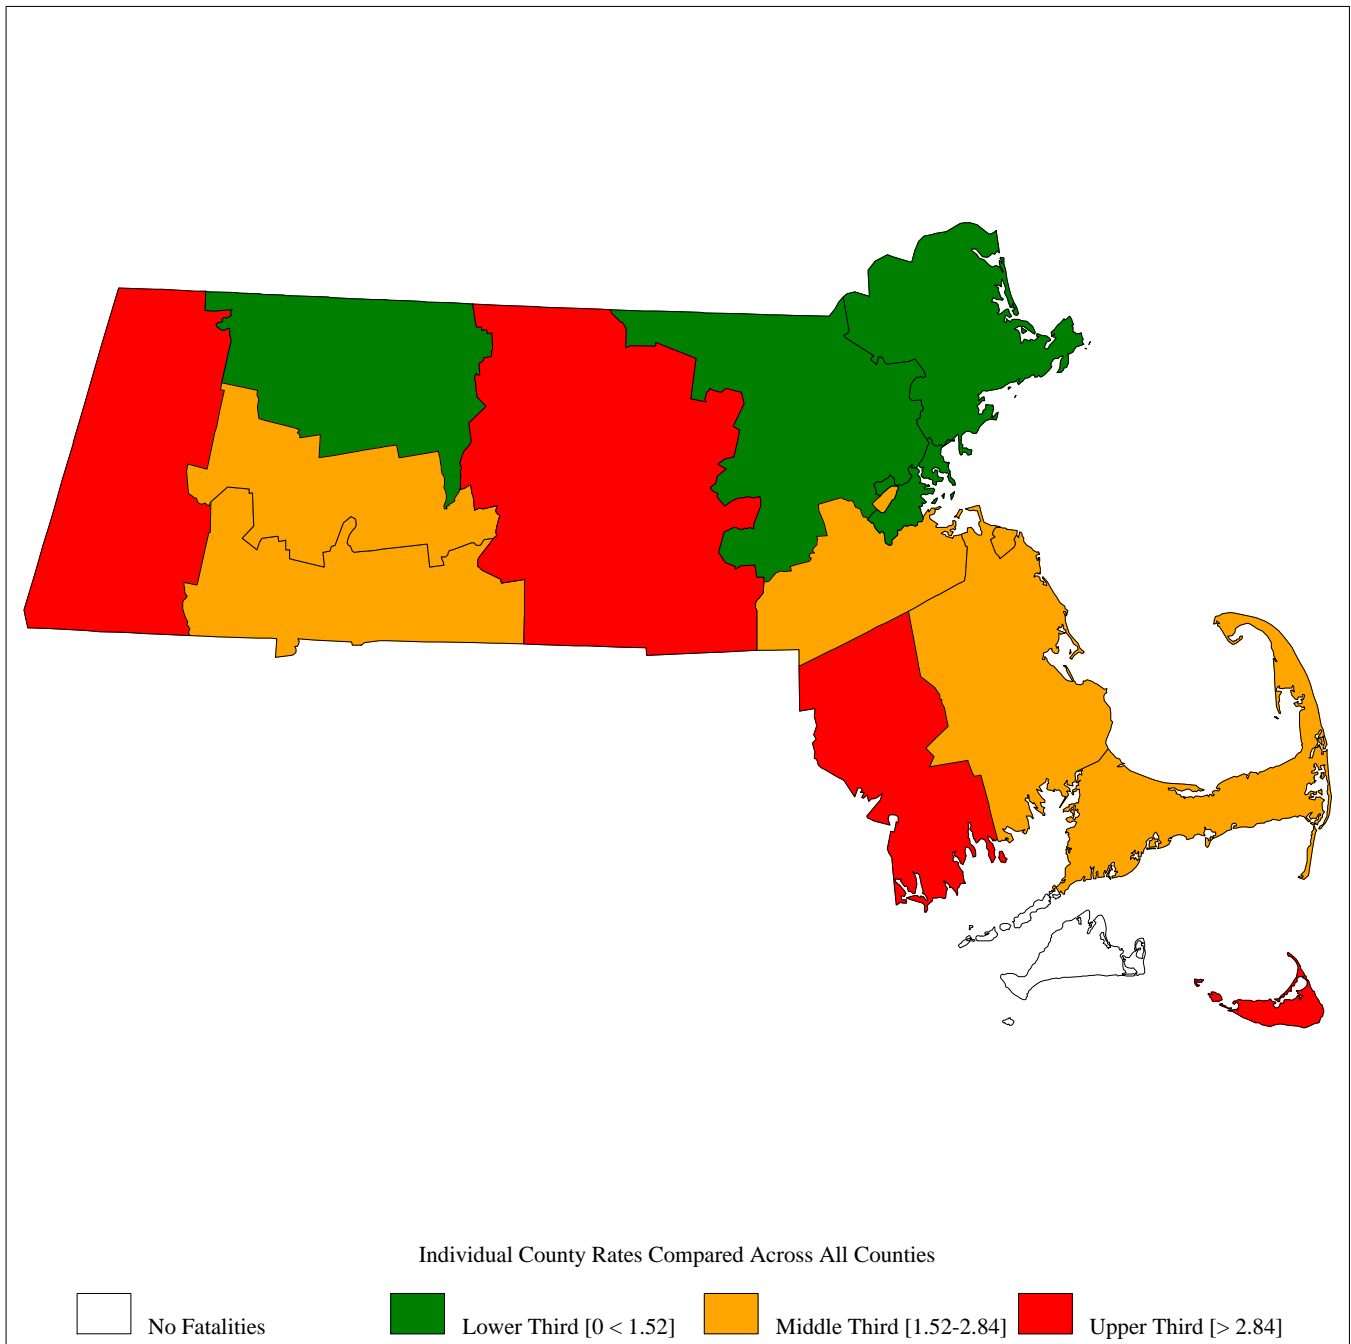 Individual County Rates Compared Across All Counties
No Fatalities Lower Third [0 < 1.52] Middle Third [1.52-2.84] Upper Third [> 2.84]